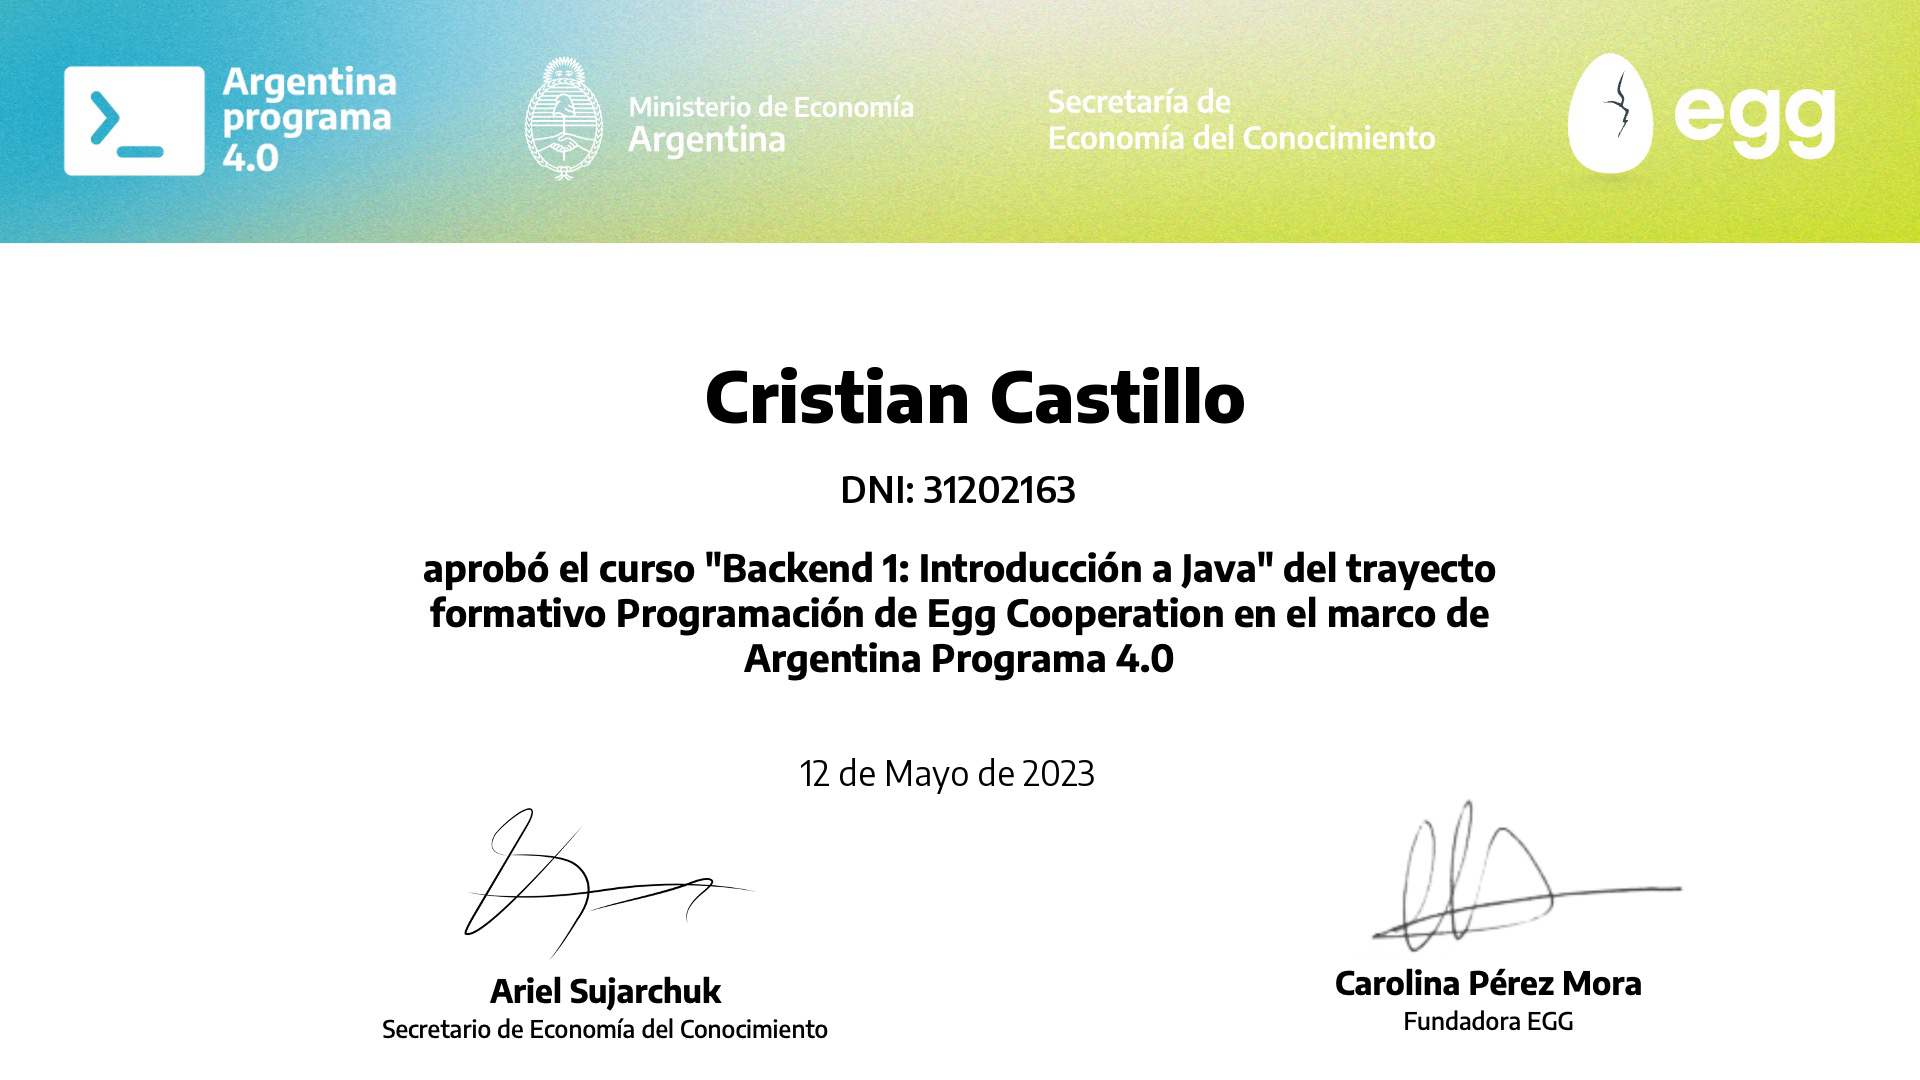 Argentina
programa
4.0
Ministerio de Economía
Argentina
Secretaría de
Economía del Conocimiento
egg
Cristian Castillo
DNI: 31202163
aprobó el curso "Backend 1: Introducción a Java" del trayecto
formativo Programación de Egg Cooperation en el marco de
Argentina Programa 4.0
12 de Mayo de 2023
Ariel Sujarchuk
Secretario de Economía del Conocimiento
Carolina Pérez Mora
Fundadora EGG